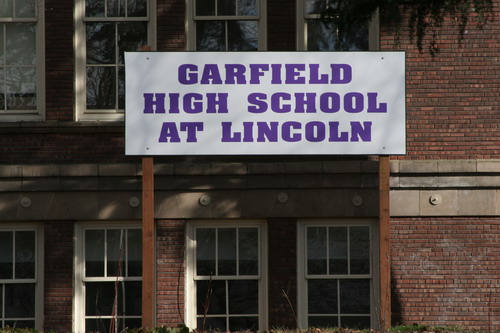 GARFIELD
HIGH SCHOOL
AT LINCOLN